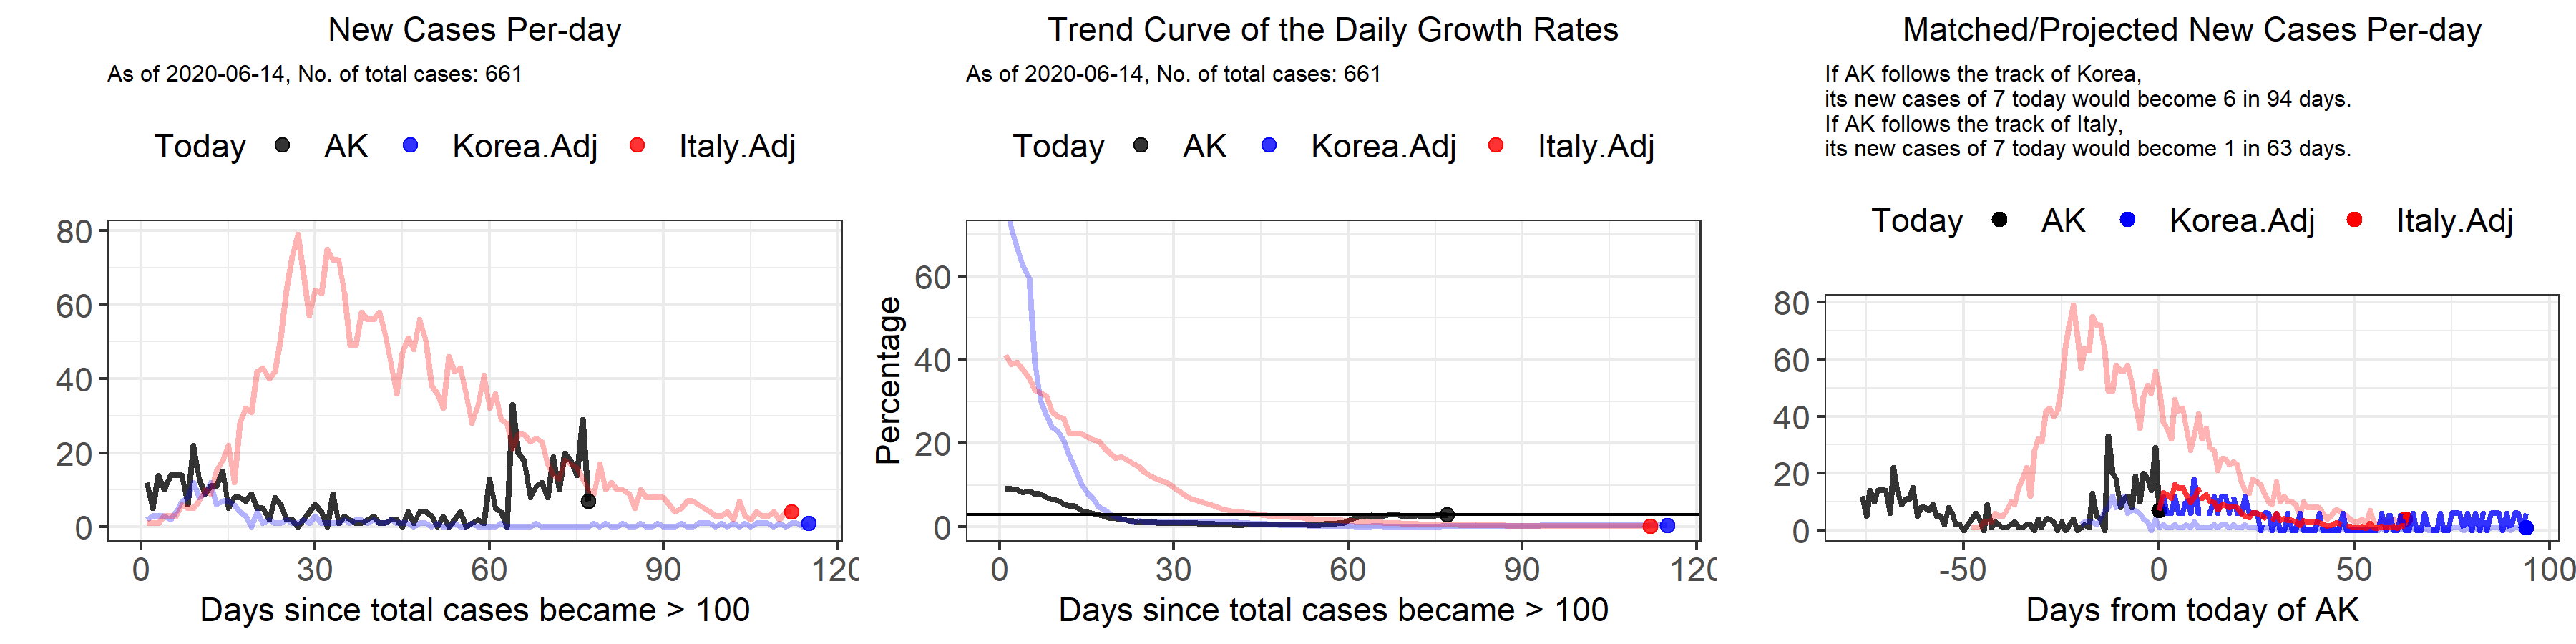 New Cases Per-day
As of 2020-06-14, No. of total cases: 661
Today AK Korea.Adj Italy.Adj
80
60
40
20
0
0 30 60 90 120
Days since total cases became > 100
Trend Curve of the Daily Growth Rates
As of 2020-06-14, No. of total cases: 661
Today AK Korea.Adj Italy.Adj
Percentage
60
40
20
0
0 30 60 90 120
Days since total cases became > 100
Matched/Projected New Cases Per-day
If AK follows the track of Korea,
its new cases of 7 today would become 6 in 94 days.
If AK follows the track of Italy,
its new cases of 7 today would become 1 in 63 days.
Today AK Korea.Adj Italy.Adj
80
60
40
20
0
-50 0 50 100
Days from today of AK